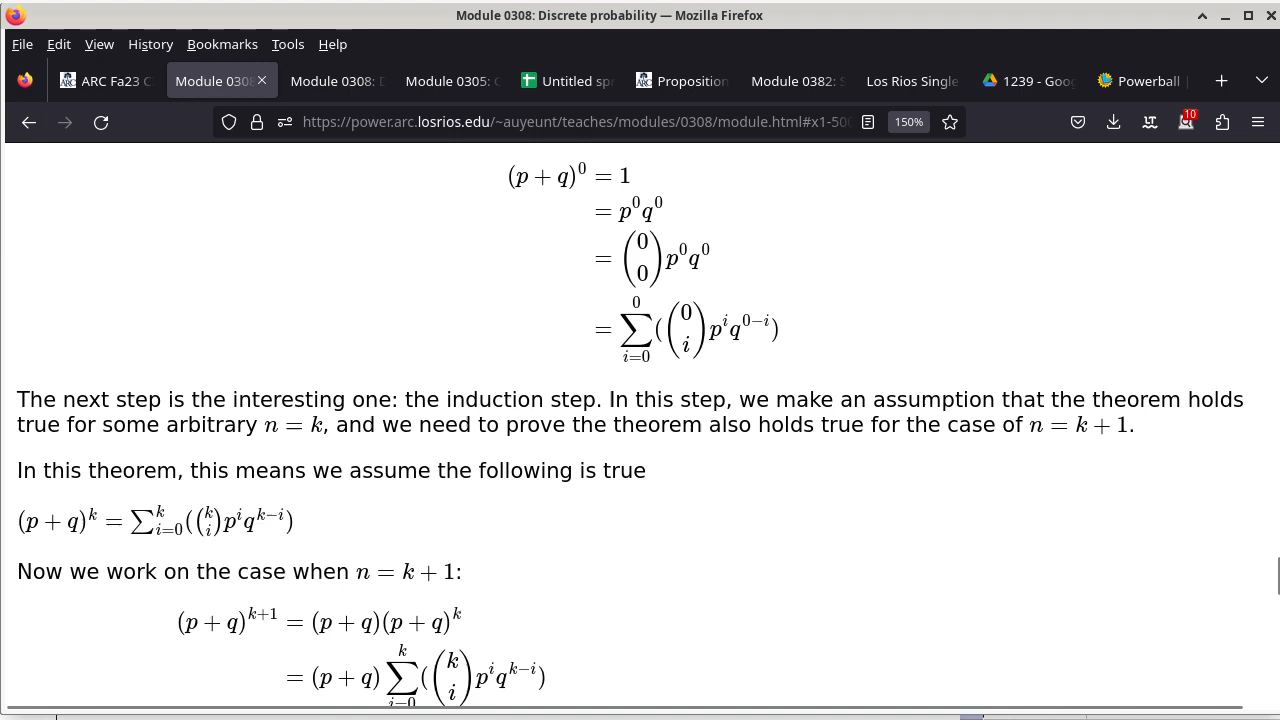 Module 0308: Discrete probability — Mozilla Firefox
File Edit View History Bookmarks Tools Help
ARC Fa23 C Module 0308 Module 0308: D Module 0305: C Untitled spr Proposition Module 0382: S Los Rios Single 1239 - Goog Powerball |
https://power.arc.losrios.edu/~auyeunt/teaches/modules/0308/module.html#x1-500 150% 10
(p + q)^0 = 1
= p^0 q^0
= \binom{0}{0} p^0 q^0
= \sum_{i=0}^{0} (\binom{0}{i} p^i q^{0-i})
The next step is the interesting one: the induction step. In this step, we make an assumption that the theorem holds
true for some arbitrary n = k, and we need to prove the theorem also holds true for the case of n = k + 1.
In this theorem, this means we assume the following is true
(p + q)^k = \sum_{i=0}^{k} (\binom{k}{i} p^i q^{k-i})
Now we work on the case when n = k + 1:
(p + q)^{k+1} = (p + q)(p + q)^k
= (p + q) \sum_{i=0}^{k} (\binom{k}{i} p^i q^{k-i})